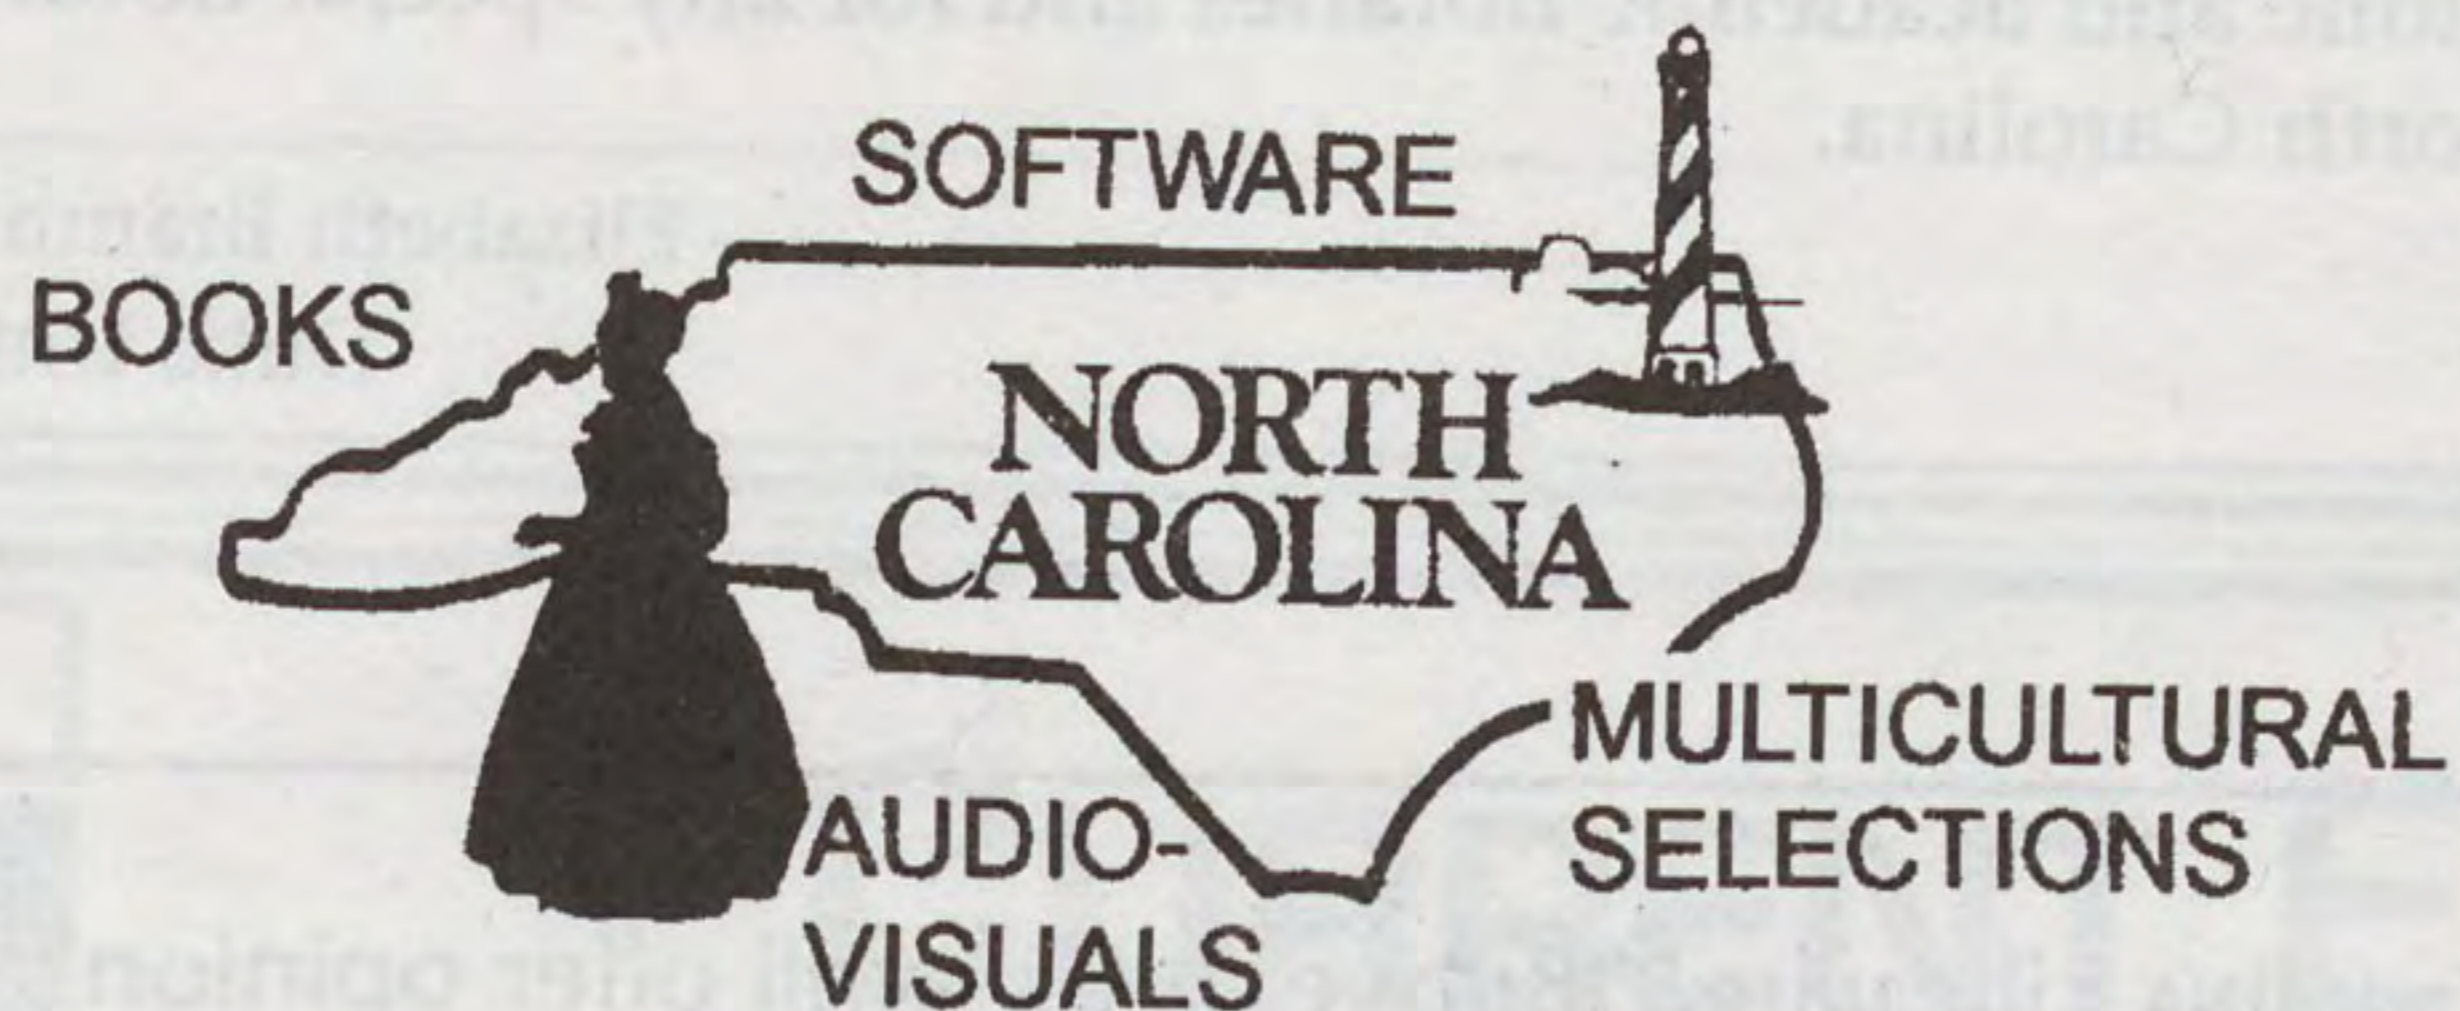 SOFTWARE
BOOKS
NORTH
CAROLINA
MULTICULTURAL
SELECTIONS
AUDIO-
VISUALS